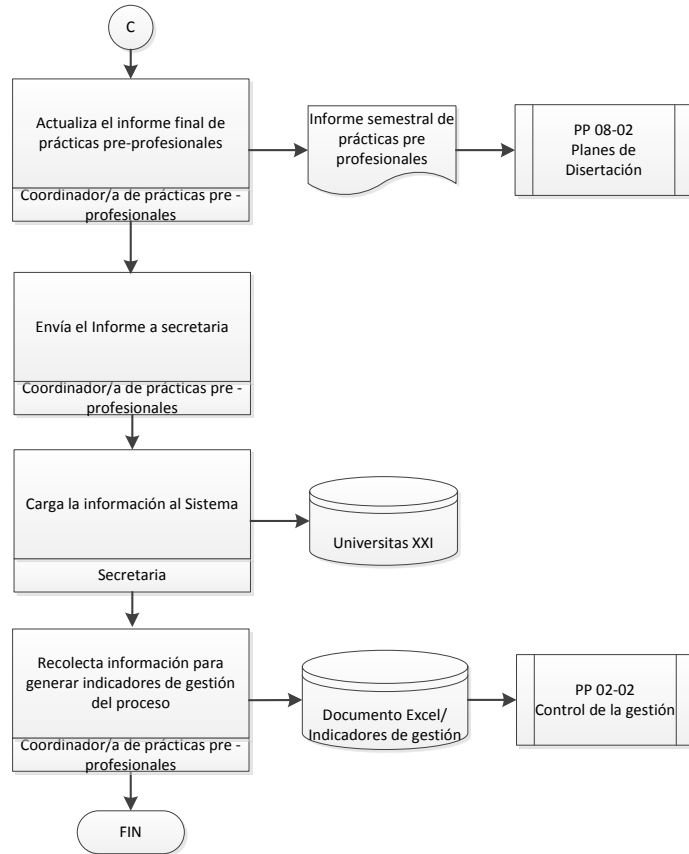 C
Actualiza el informe final de
prácticas pre-profesionales
Coordinador/a de prácticas pre -
profesionales
Informe semestral de
prácticas pre
profesionales
PP 08-02
Planes de
Disertación
Envía el Informe a secretaria
Coordinador/a de prácticas pre -
profesionales
Carga la información al Sistema
Secretaria
Universitas XXI
Recolecta información para
generar indicadores de gestión
del proceso
Coordinador/a de prácticas pre -
profesionales
Documento Excel/
Indicadores de gestión
PP 02-02
Control de la gestión
FIN